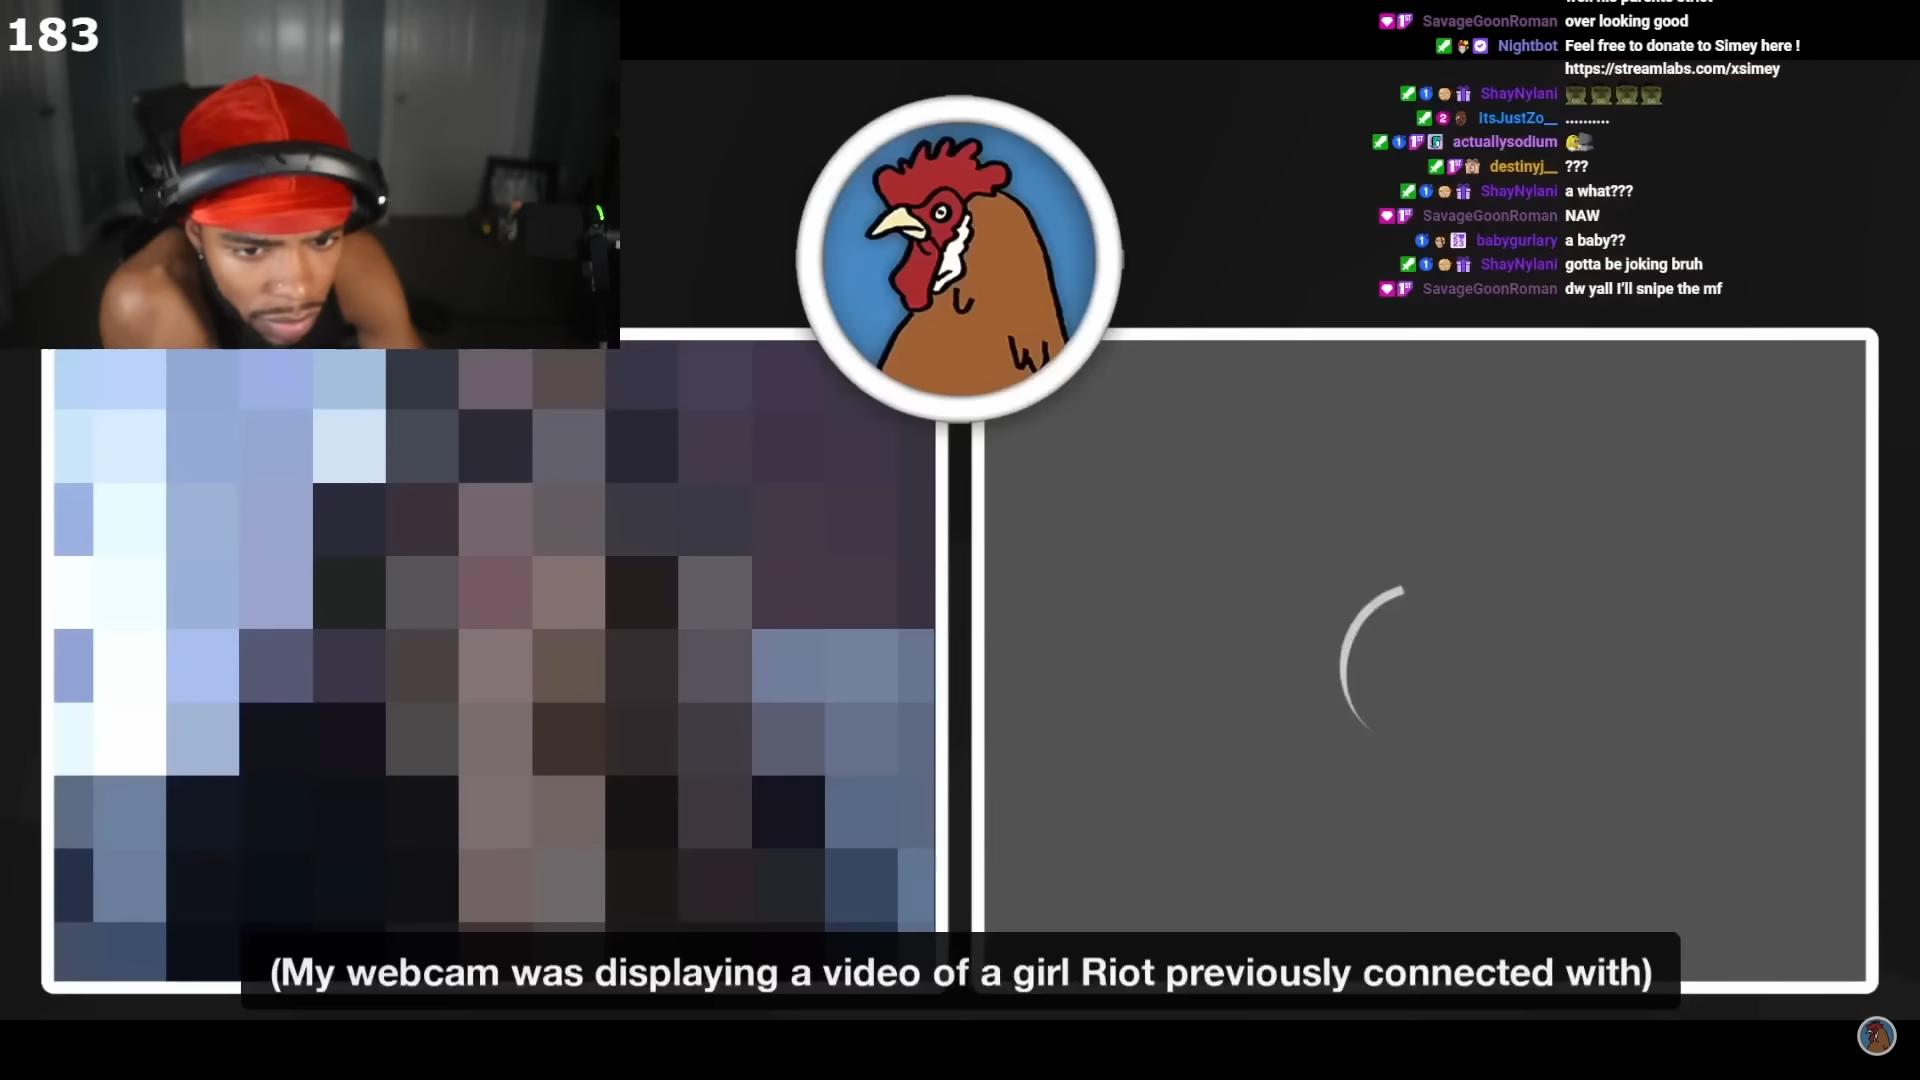 183
SavageGoonRoman over looking good
Nightbot Feel free to donate to Simey here !
https://streamlabs.com/xsimey
ShayNylani
itsJustZo__ ..........
actuallysodium
destinyj__ ???
ShayNylani a what???
SavageGoonRoman NAW
babygurlary a baby??
ShayNylani gotta be joking bruh
SavageGoonRoman dw yall I'll snipe the mf
(My webcam was displaying a video of a girl Riot previously connected with)